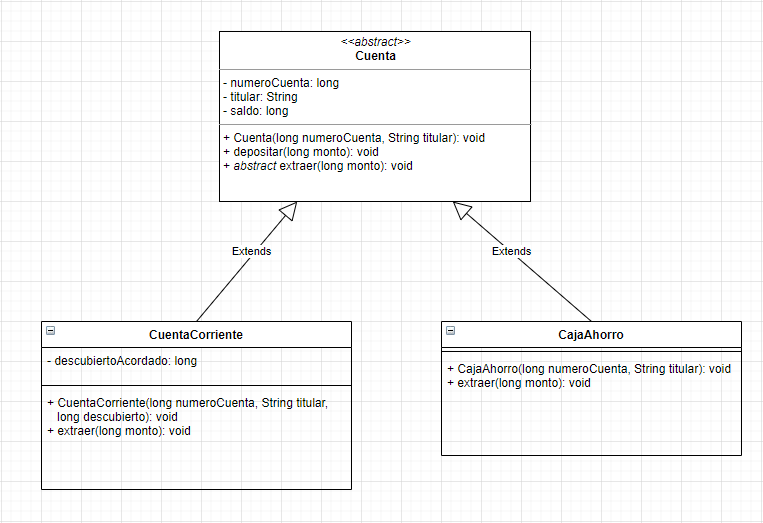 <<abstract>>
Cuenta
- numeroCuenta: long
- titular: String
- saldo: long
+ Cuenta(long numeroCuenta, String titular): void
+ depositar(long monto): void
+ abstract extraer(long monto): void
Extends
Extends
CuentaCorriente
- descubiertoAcordado: long
+ CuentaCorriente(long numeroCuenta, String titular,
long descubierto): void
+ extraer(long monto): void
CajaAhorro
+ CajaAhorro(long numeroCuenta, String titular): void
+ extraer(long monto): void